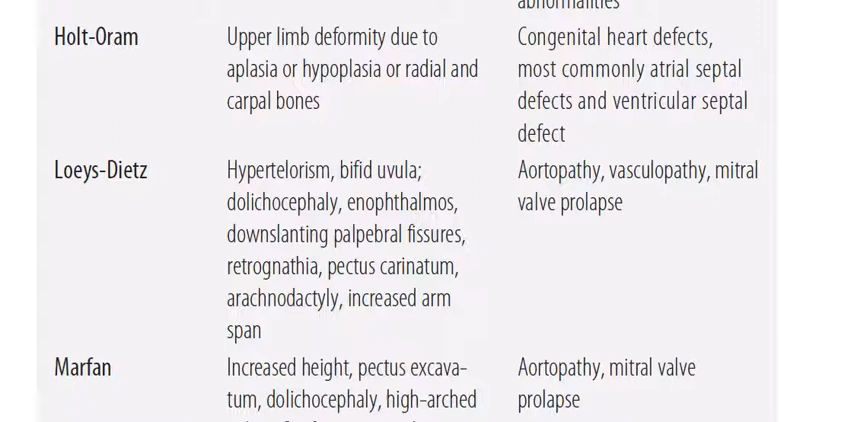 abnormalities
Holt-Oram
Upper limb deformity due to
aplasia or hypoplasia or radial and
carpal bones
Congenital heart defects,
most commonly atrial septal
defects and ventricular septal
defect
Loeys-Dietz
Hypertelorism, bifid uvula;
dolichocephaly, enophthalmos,
downslanting palpebral fissures,
retrognathia, pectus carinatum,
arachnodactyly, increased arm
span
Aortopathy, vasculopathy, mitral
valve prolapse
Marfan
Increased height, pectus excava-
tum, dolichocephaly, high-arched
Aortopathy, mitral valve
prolapse